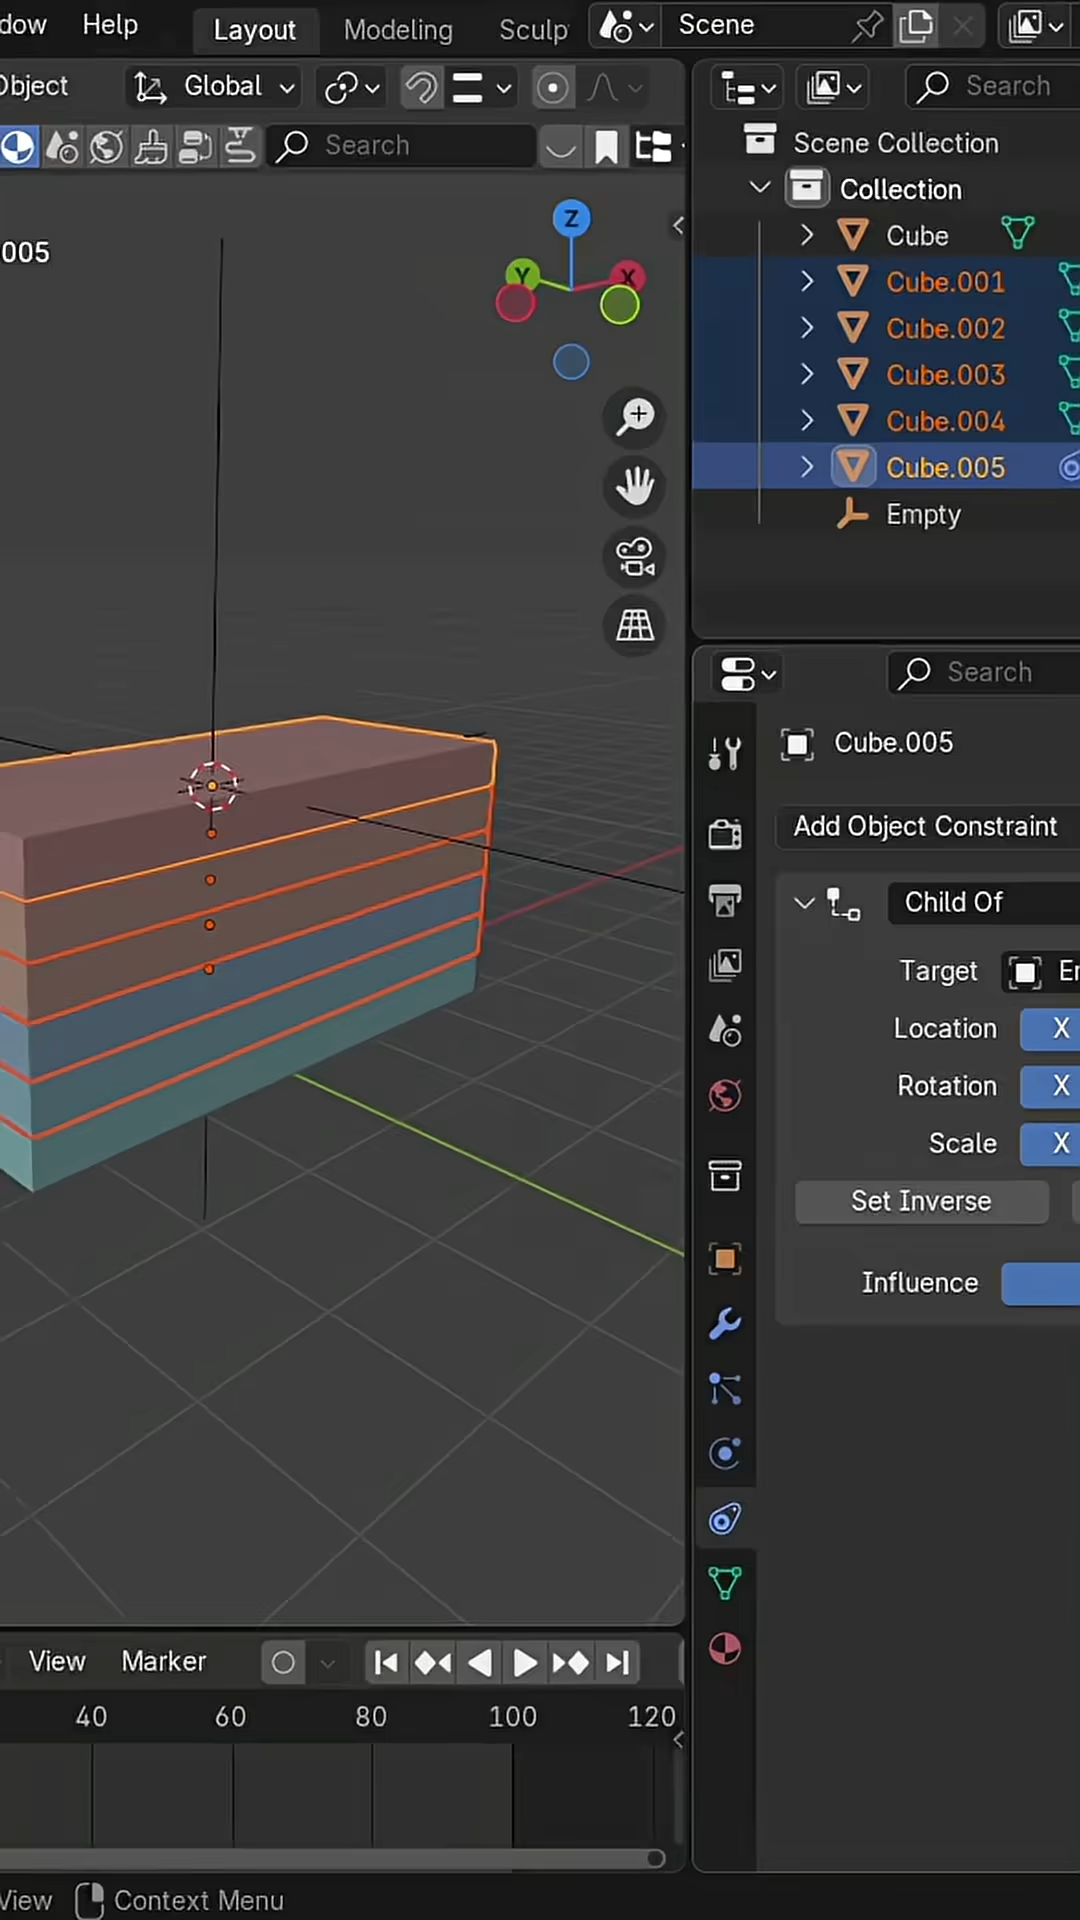 dow Help Layout Modeling Sculp Scene
Object Global Search
Search
Scene Collection
Collection
Cube
Cube.001
Cube.002
Cube.003
Cube.004
Cube.005
Empty
005
Z
Y X
Search
Cube.005
Add Object Constraint
Child Of
Target
Location X
Rotation X
Scale X
Set Inverse
Influence
View Marker
40 60 80 100 120
View Context Menu